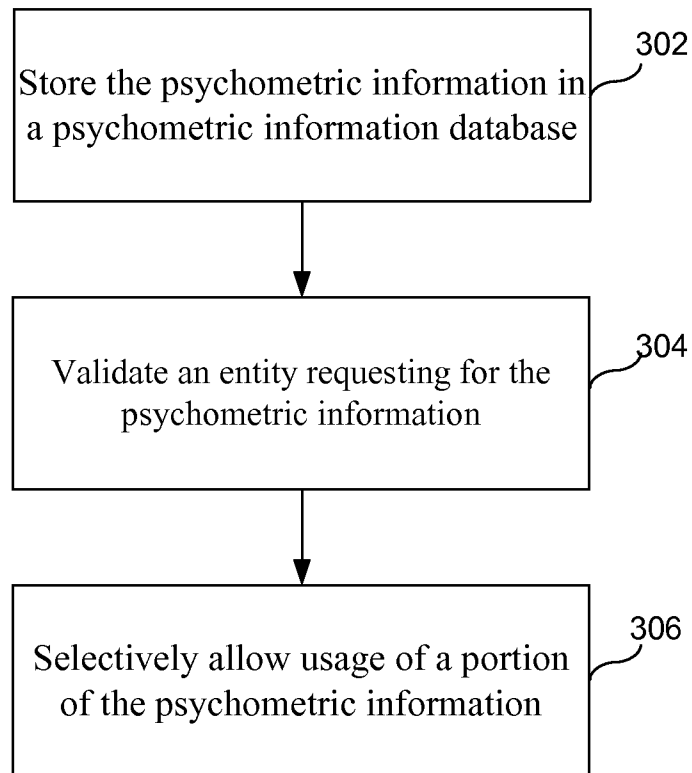 Store the psychometric information in
a psychometric information database
302
Validate an entity requesting for the
psychometric information
304
Selectively allow usage of a portion
of the psychometric information
306